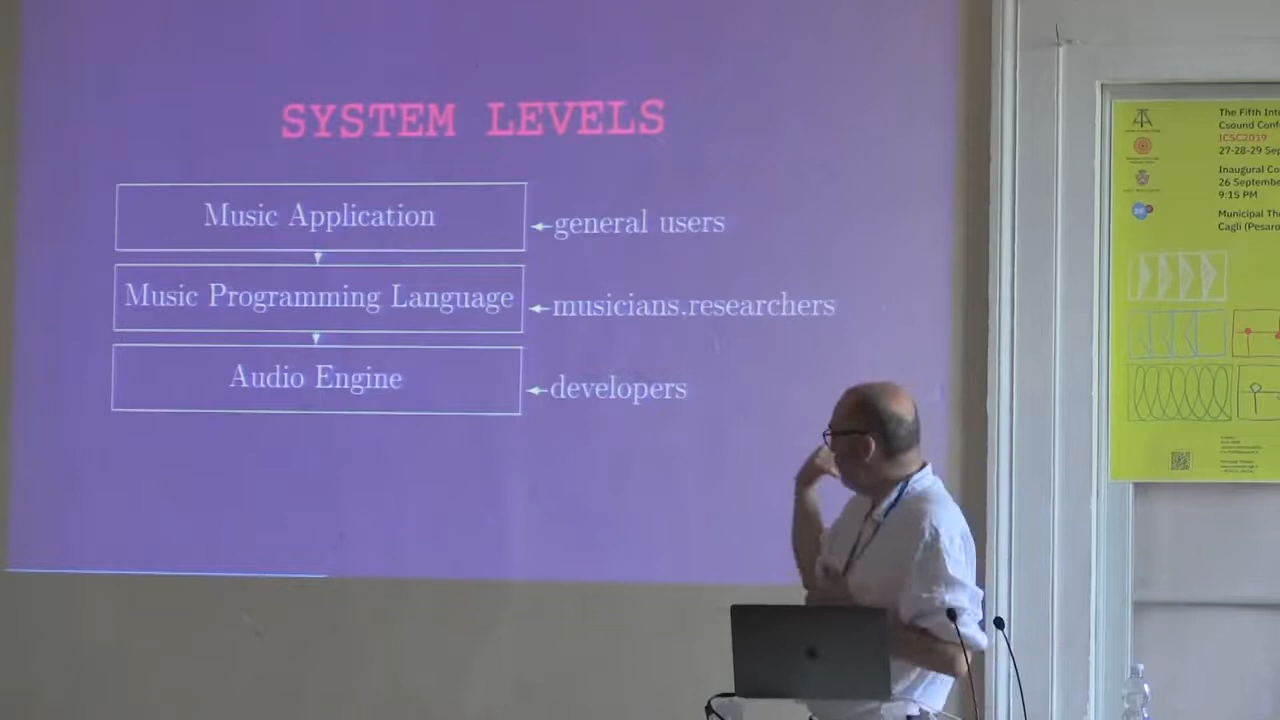 SYSTEM LEVELS
Music Application
general users
Music Programming Language
musicians.researchers
Audio Engine
developers
The Fifth Inte
Csound Confe
ICSC2019
27-28-29 Sep
Inaugural Co
26 Septembe
9:15 PM
Municipal The
Cagli (Pesaro